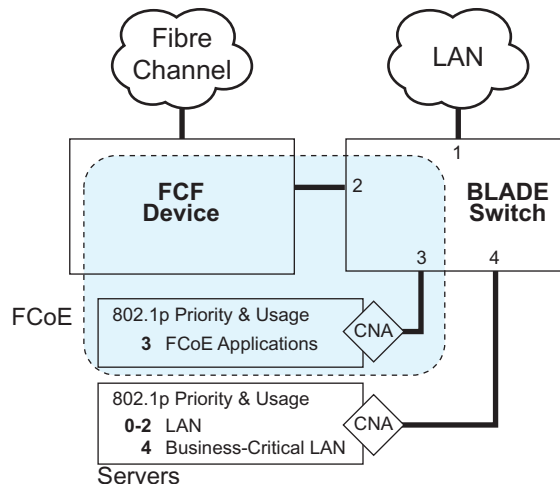 Fibre
Channel
LAN
1
FCF
Device
2
BLADE
Switch
3
4
FCoE
802.1p Priority & Usage
3 FCoE Applications
CNA
802.1p Priority & Usage
0-2 LAN
4 Business-Critical LAN
CNA
Servers